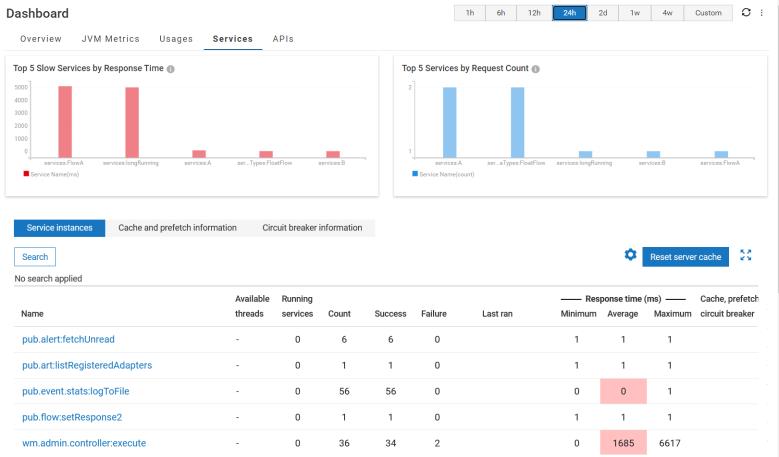 Dashboard
1h 6h 12h 24h 2d 1w 4w Custom
Overview JVM Metrics Usages Services APIs
Top 5 Slow Services by Response Time
5000
4000
3000
2000
1000
0
services:FlowA services:longRunning services:A ser...Types:FloatFlow services:B
Service Name(ms)
Top 5 Services by Request Count
2
1
services:A ser...aTypes:FloatFlow services:longRunning services:B services:FlowA
Service Name(count)
Service instances Cache and prefetch information Circuit breaker information
Search
Reset server cache
No search applied
Available Running Response time (ms) Cache, prefetch
Name threads services Count Success Failure Last ran Minimum Average Maximum circuit breaker
pub.alert:fetchUnread - 0 6 6 0 1 1 1
pub.art:listRegisteredAdapters - 0 1 1 0 1 1 1
pub.event.stats:logToFile - 0 56 56 0 0 0 1
pub.flow:setResponse2 - 0 1 1 0 1 1 1
wm.admin.controller:execute - 0 36 34 2 0 1685 6617